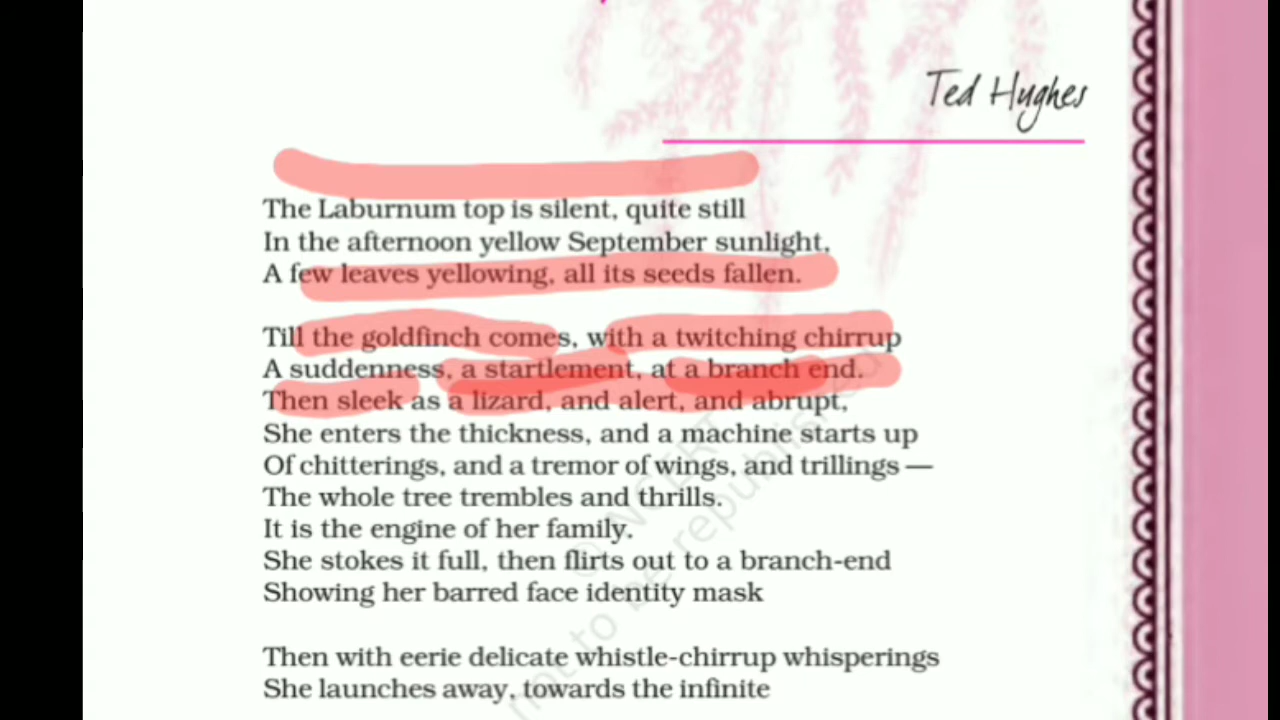 Ted Hughes
The Laburnum top is silent, quite still
In the afternoon yellow September sunlight,
A few leaves yellowing, all its seeds fallen.
Till the goldfinch comes, with a twitching chirrup
A suddenness, a startlement, at a branch end.
Then sleek as a lizard, and alert, and abrupt,
She enters the thickness, and a machine starts up
Of chitterings, and a tremor of wings, and trillings —
The whole tree trembles and thrills.
It is the engine of her family.
She stokes it full, then flirts out to a branch-end
Showing her barred face identity mask
Then with eerie delicate whistle-chirrup whisperings
She launches away, towards the infinite
© NCERT
not to be republished